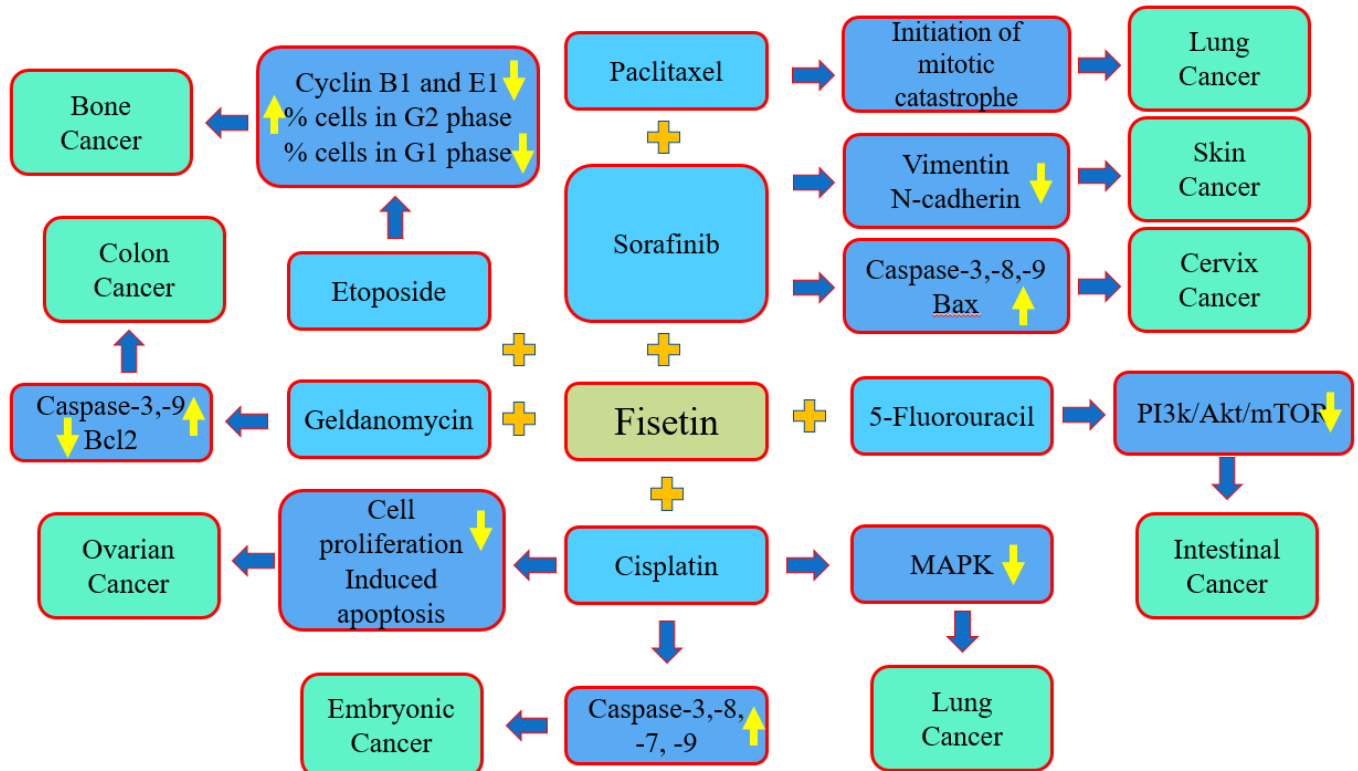 Bone
Cancer
Cyclin B1 and E1
% cells in G2 phase
% cells in G1 phase
Paclitaxel
Initiation of
mitotic
catastrophe
Lung
Cancer
Sorafinib
Vimentin
N-cadherin
Skin
Cancer
Caspase-3,-8,-9
Bax
Cervix
Cancer
Colon
Cancer
Etoposide
Caspase-3,-9
Bcl2
Geldanomycin
Fisetin
5-Fluorouracil
PI3k/Akt/mTOR
Ovarian
Cancer
Cell
proliferation
Induced
apoptosis
Cisplatin
MAPK
Intestinal
Cancer
Embryonic
Cancer
Caspase-3,-8,
-7, -9
Lung
Cancer